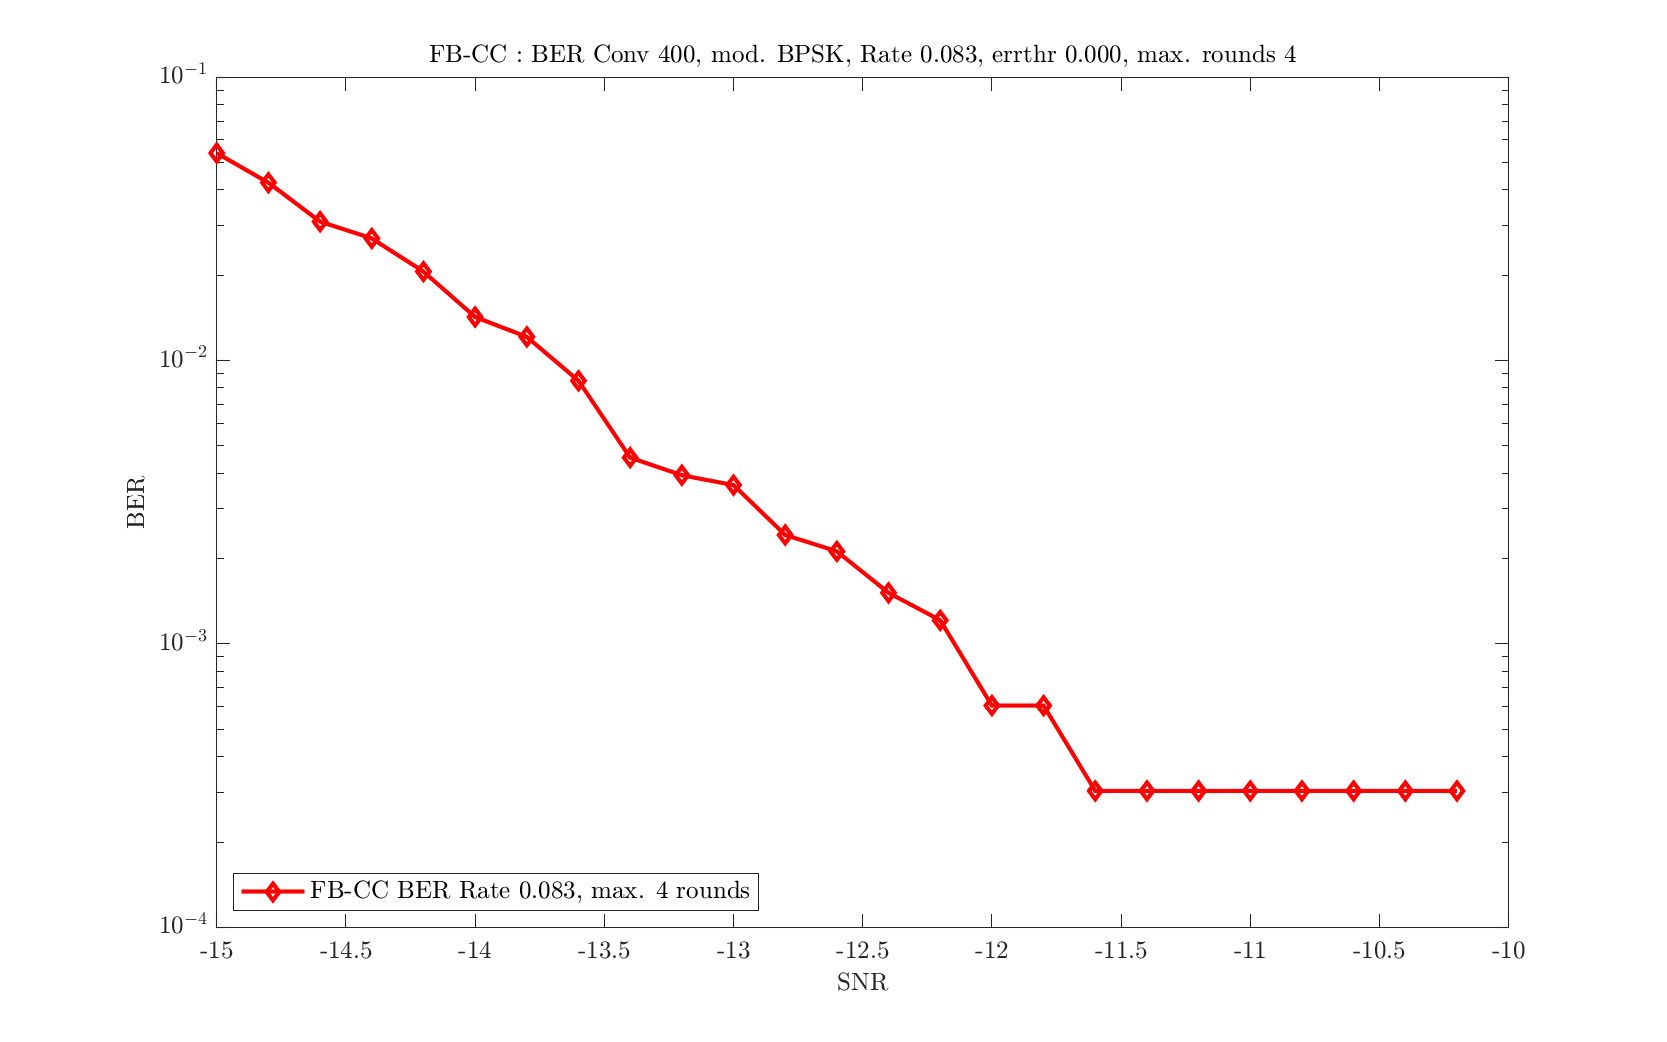 FB-CC : BER Conv 400, mod. BPSK, Rate 0.083, errthr 0.000, max. rounds 4
10^{-1}
10^{-2}
10^{-3}
10^{-4}
BER
FB-CC BER Rate 0.083, max. 4 rounds
-15 -14.5 -14 -13.5 -13 -12.5 -12 -11.5 -11 -10.5 -10
SNR